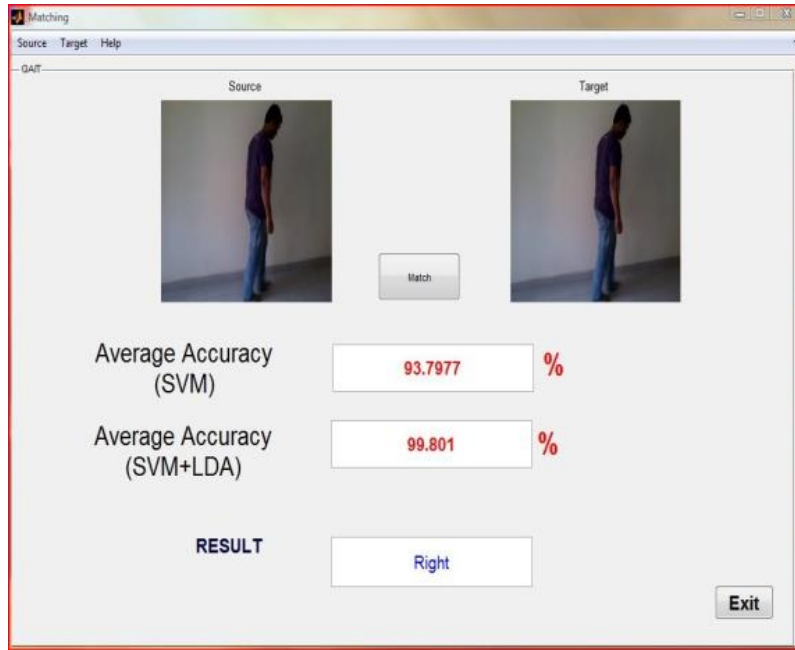 Matching
Source Target Help
GAIT
Source Target
Match
Average Accuracy
(SVM)
93.7977 %
Average Accuracy
(SVM+LDA)
99.801 %
RESULT
Right
Exit